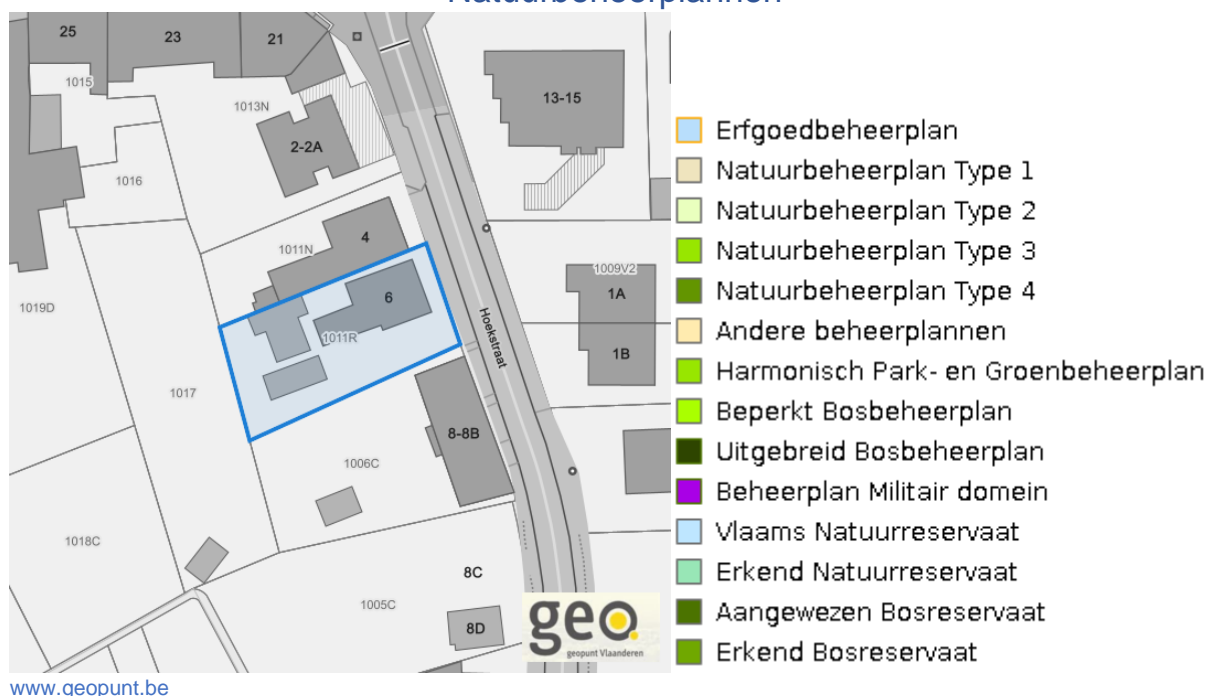 Natuurbeheerplannen
25
23
21
1015
1013N
13-15
2-2A
1016
4
1011N
1009V2
6
1A
1019D
Hoekstraat
1011R
1B
1017
8-8B
1006C
1018C
8C
1005C
8D
geo
geopunt Vlaanderen
Erfgoedbeheerplan
Natuurbeheerplan Type 1
Natuurbeheerplan Type 2
Natuurbeheerplan Type 3
Natuurbeheerplan Type 4
Andere beheerplannen
Harmonisch Park- en Groenbeheerplan
Beperkt Bosbeheerplan
Uitgebreid Bosbeheerplan
Beheerplan Militair domein
Vlaams Natuurreservaat
Erkend Natuurreservaat
Aangewezen Bosreservaat
Erkend Bosreservaat
www.geopunt.be